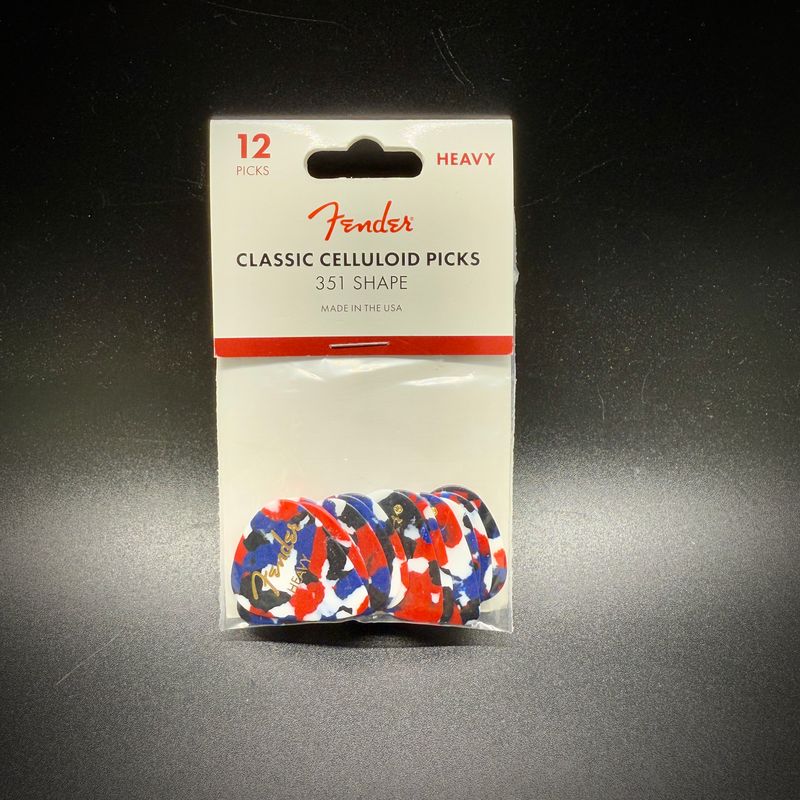 12
PICKS
HEAVY
Fender
CLASSIC CELLULOID PICKS
351 SHAPE
MADE IN THE USA
Fender
HEAVY